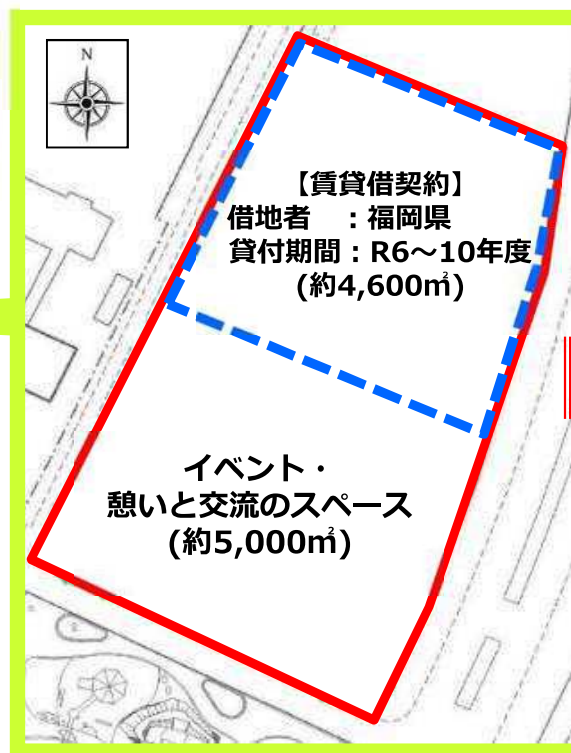 N
【賃貸借契約】
借地者　：福岡県
貸付期間：R6～10年度
(約4,600㎡)
イベント・
憩いと交流のスペース
(約5,000㎡)